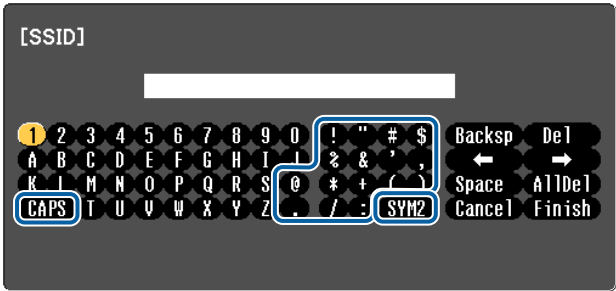 [SSID]
1 2 3 4 5 6 7 8 9 0 ! " # $ Backsp Del
A B C D E F G H I J % & ' , ← →
K L M N O P Q R S @ * + ( ) Space AllDel
CAPS T U V W X Y Z . / : SYM2 Cancel Finish